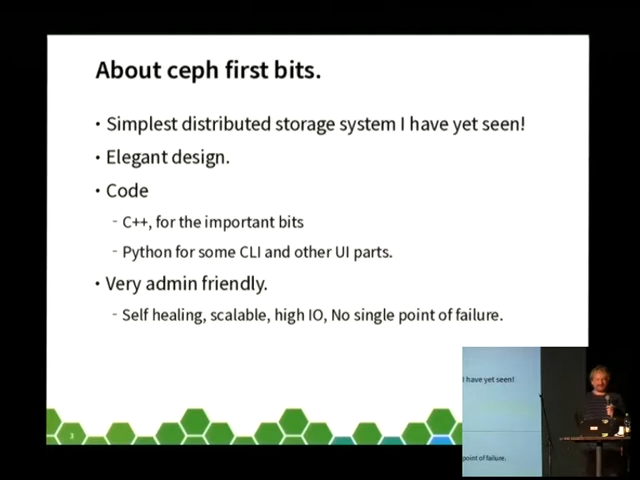 About ceph first bits.
• Simplest distributed storage system I have yet seen!
• Elegant design.
• Code
- C++, for the important bits
- Python for some CLI and other UI parts.
• Very admin friendly.
- Self healing, scalable, high IO, No single point of failure.
3
I have yet seen!
point of failure.